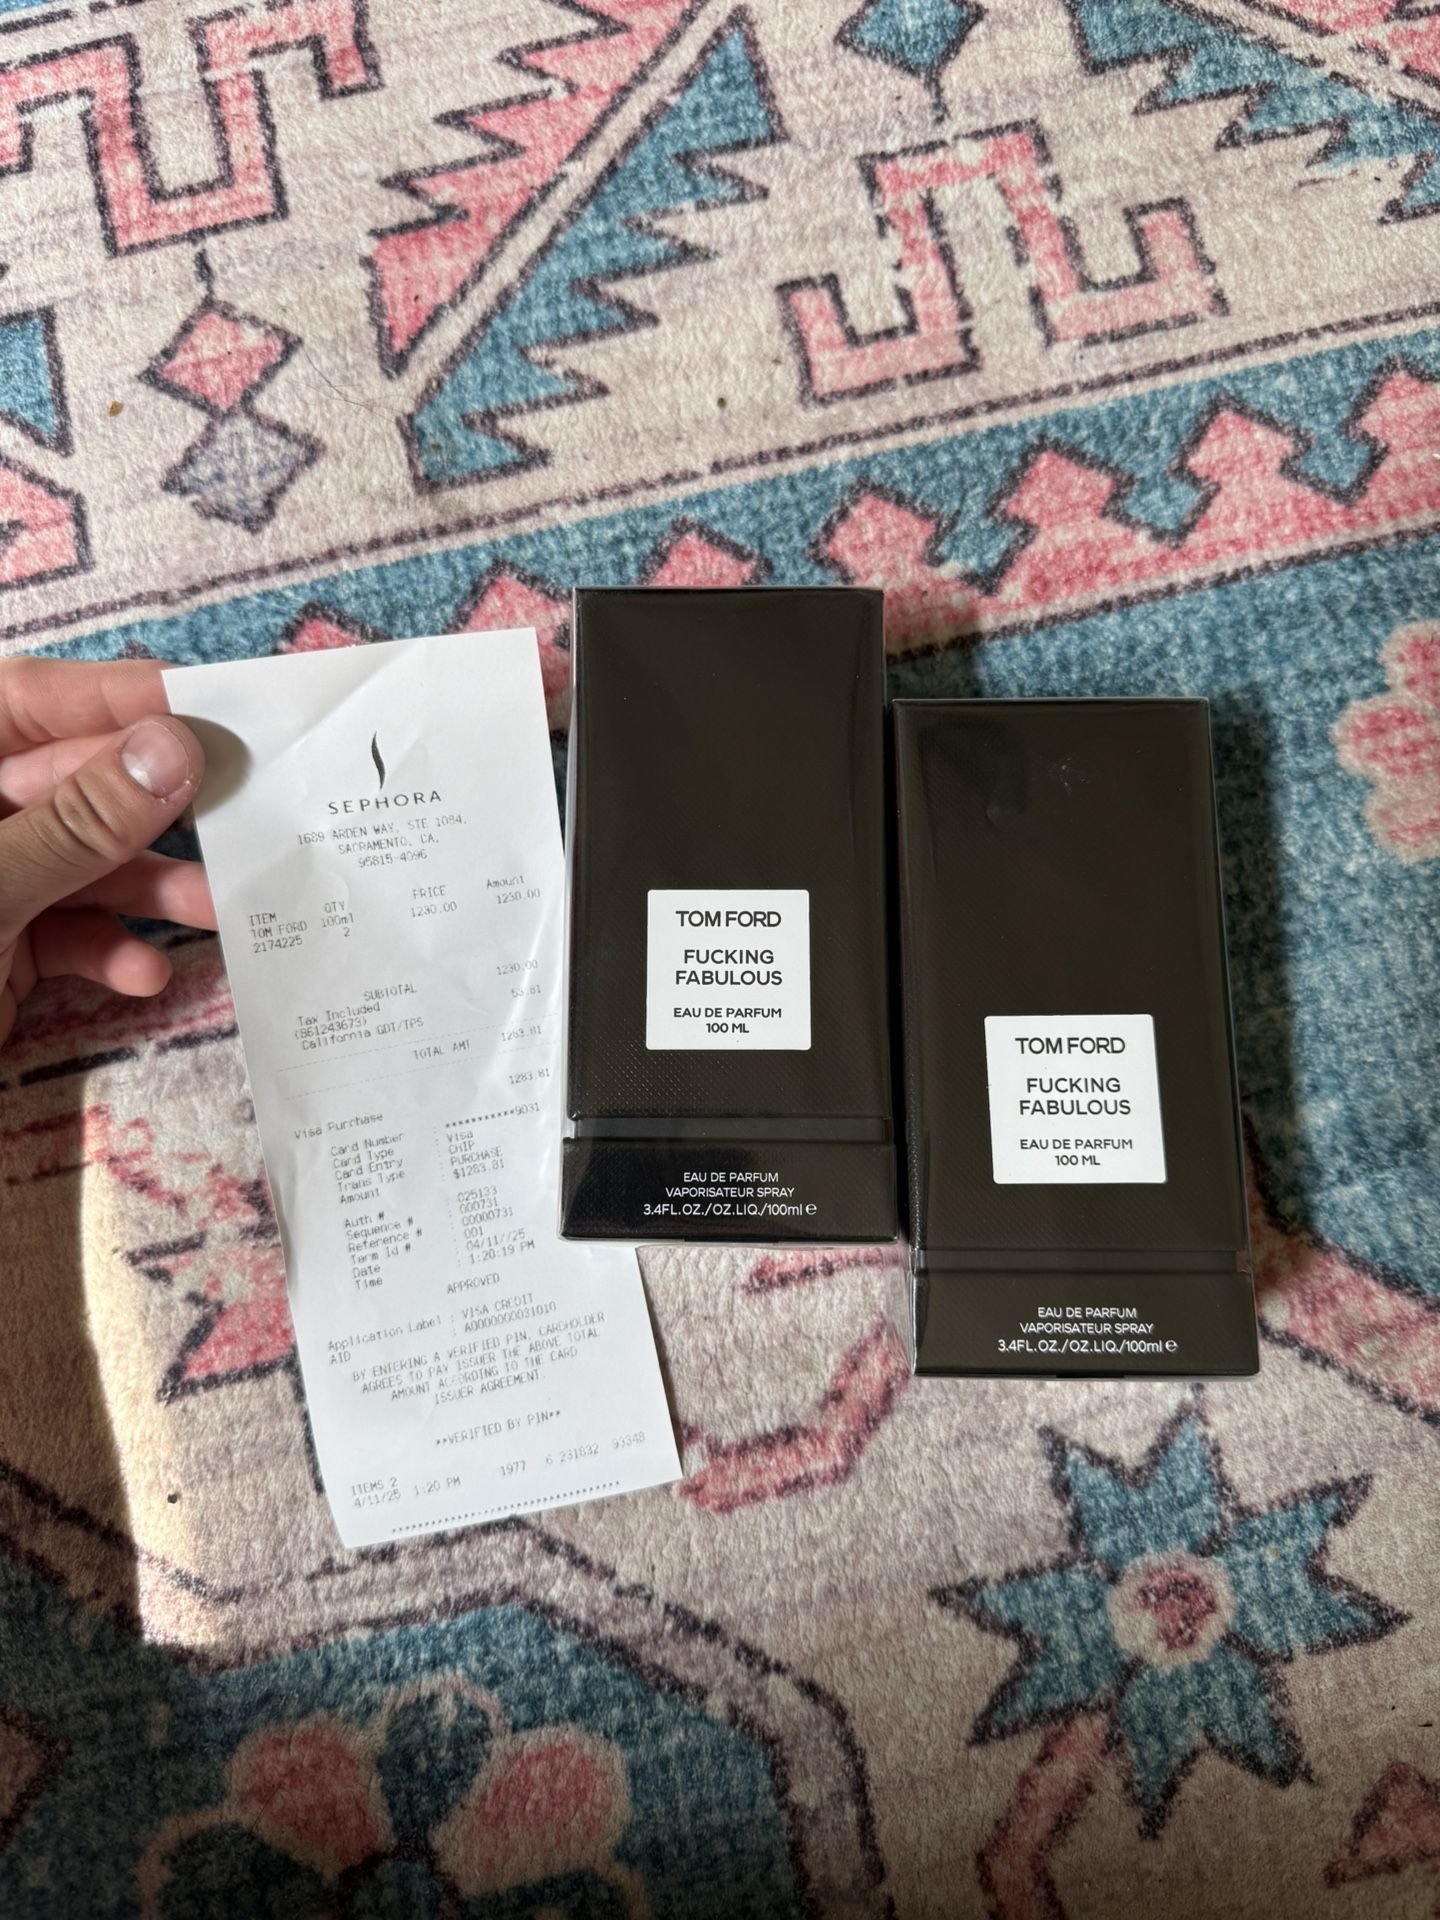 SEPHORA
1689 ARDEN WAY, STE 1084,
SACRAMENTO, CA,
95815-4096
ITEM QTY PRICE Amount
TOM FORD 100ml 1230.00 1230.00
2174225 2
SUBTOTAL 1230.00
Tax Included 53.81
(861243673)
California GDT/TPS
TOTAL AMT 1283.81
1283.81
Visa Purchase
Card Number : **********9031
Card Type : Visa
Card Entry : CHIP
Trans Type : PURCHASE
Amount : $1283.81
Auth # : 025133
Sequence # : 000731
Reference # : 00000731
Term Id # : 001
Date : 04/11//25
Time : 1:20:19 PM
APPROVED
Application Label : VISA CREDIT
AID : A0000000031010
BY ENTERING A VERIFIED PIN, CARDHOLDER
AGREES TO PAY ISSUER THE ABOVE TOTAL
AMOUNT ACCORDING TO THE CARD
ISSUER AGREEMENT.
**VERIFIED BY PIN**
ITEMS 2
4/11/25 1:20 PM 1977 6 231832 93348
TOM FORD
FUCKING
FABULOUS
EAU DE PARFUM
100 ML
EAU DE PARFUM
VAPORISATEUR SPRAY
3.4FL.OZ./OZ.LIQ./100ml e
TOM FORD
FUCKING
FABULOUS
EAU DE PARFUM
100 ML
EAU DE PARFUM
VAPORISATEUR SPRAY
3.4FL.OZ./OZ.LIQ./100ml e